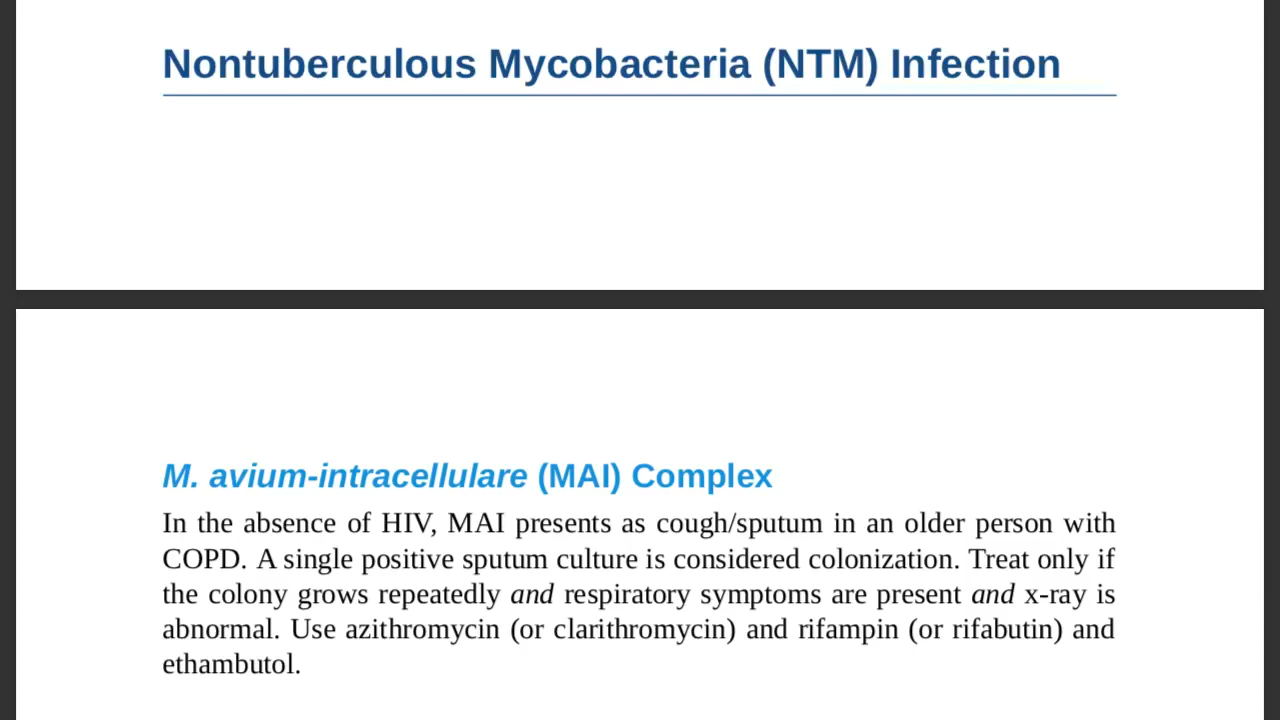 Nontuberculous Mycobacteria (NTM) Infection
M. avium-intracellulare (MAI) Complex
In the absence of HIV, MAI presents as cough/sputum in an older person with
COPD. A single positive sputum culture is considered colonization. Treat only if
the colony grows repeatedly and respiratory symptoms are present and x-ray is
abnormal. Use azithromycin (or clarithromycin) and rifampin (or rifabutin) and
ethambutol.